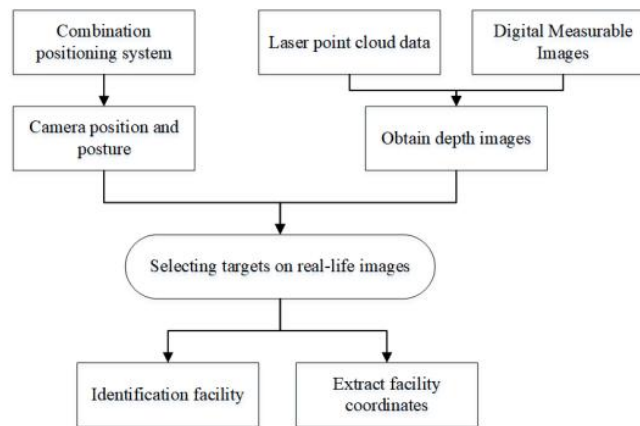 Combination
positioning system
Laser point cloud data
Digital Measurable
Images
Camera position and
posture
Obtain depth images
Selecting targets on real-life images
Identification facility
Extract facility
coordinates